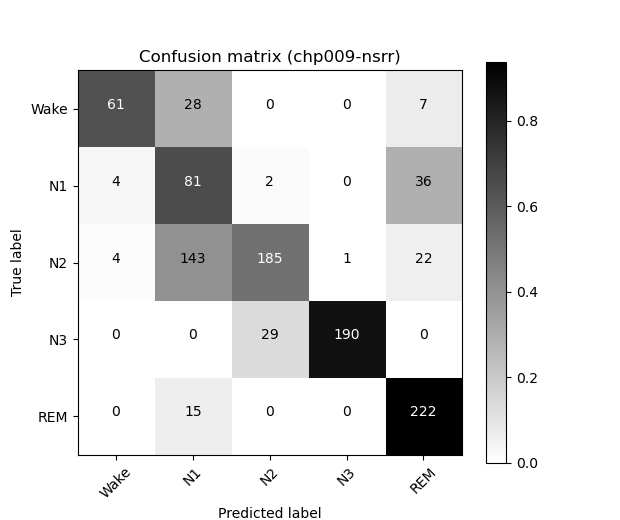 Confusion matrix (chp009-nsrr)
Wake 61 28 0 0 7
N1 4 81 2 0 36
N2 4 143 185 1 22
N3 0 0 29 190 0
REM 0 15 0 0 222
Wake N1 N2 N3 REM
True label
Predicted label
0.8
0.6
0.4
0.2
0.0